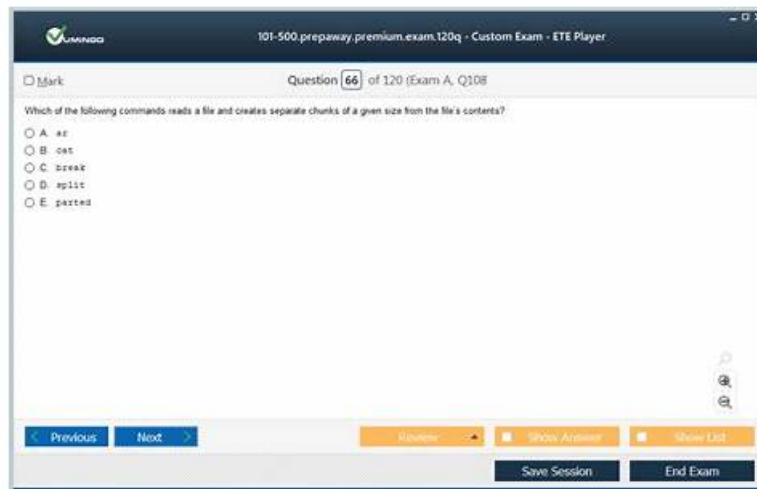 VUMINGO
101-500.prepaway.premium.exam.120q - Custom Exam - ETE Player
Mark
Question 66 of 120 (Exam A, Q108
Which of the following commands reads a file and creates separate chunks of a given size from the file's contents?
A. ar
B. cat
C. break
D. split
E. parted
Previous
Next
Review
Show Answer
Show List
Save Session
End Exam